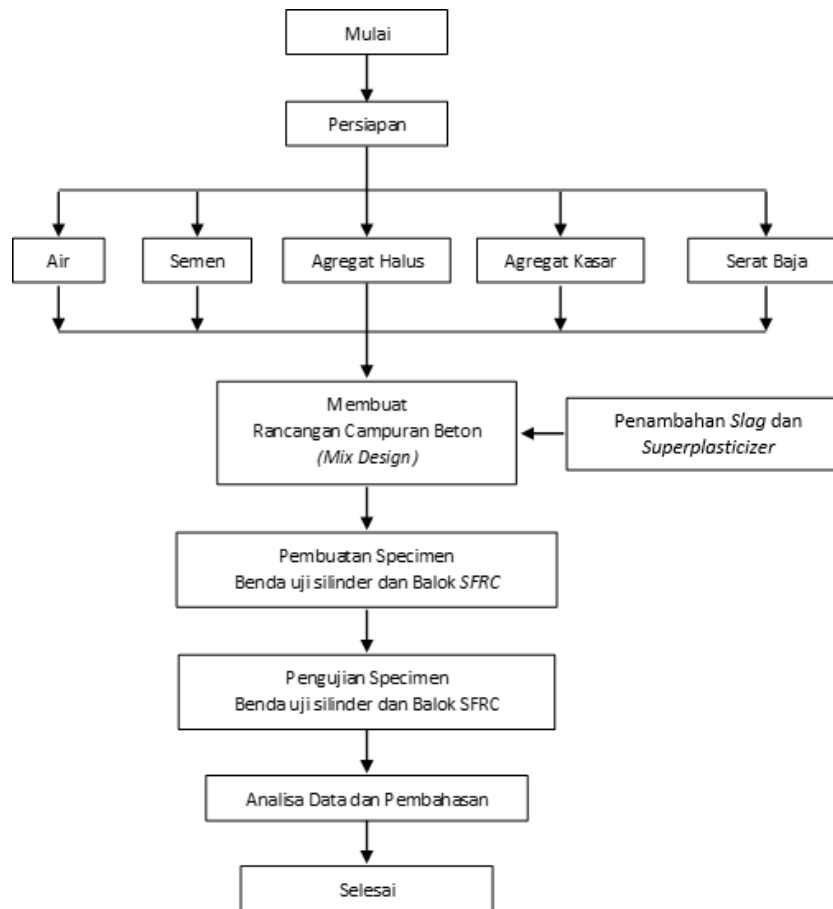 Mulai
Persiapan
Air
Semen
Agregat Halus
Agregat Kasar
Serat Baja
Membuat
Rancangan Campuran Beton
(Mix Design)
Penambahan Slag dan
Superplasticizer
Pembuatan Specimen
Benda uji silinder dan Balok SFRC
Pengujian Specimen
Benda uji silinder dan Balok SFRC
Analisa Data dan Pembahasan
Selesai